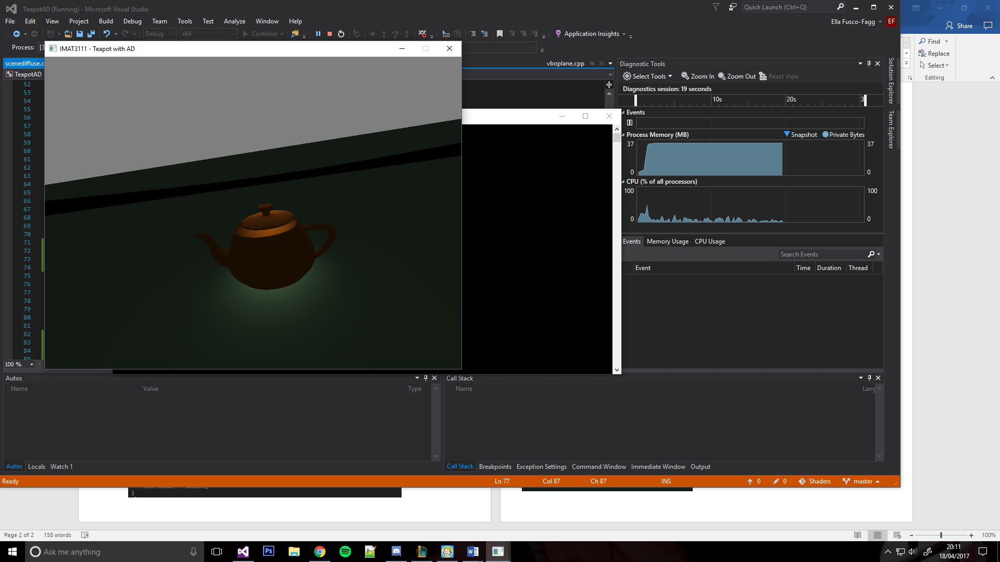 TeapotAD (Running) - Microsoft Visual Studio
Quick Launch (Ctrl+Q)
File Edit View Project Build Debug Team Tools Test Analyze Window Help
Ella Fusco-Fagg EF
Share
Debug x64 Continue Application Insights
Find
Replace
Select
Editing
Process:
IMAT3111 - Teapot with AD
scenediffuse.c
vboplane.cpp
TeapotAD
52
53
54
55
56
57
58
59
60
61
62
63
64
65
66
67
68
69
70
71
72
73
74
75
76
77
78
79
80
81
82
83
84
85
100 %
Diagnostic Tools
Select Tools Zoom In Zoom Out Reset View
Diagnostics session: 19 seconds
10s 20s 3
Events
Process Memory (MB) Snapshot Private Bytes
37 37
0 0
CPU (% of all processors)
100 100
0 0
Events Memory Usage CPU Usage
Search Events
Event Time Duration Thread
Solution Explorer
Team Explorer
Autos
Name Value Type
Autos Locals Watch 1
Call Stack
Name Lang
Call Stack Breakpoints Exception Settings Command Window Immediate Window Output
Ready Ln 77 Col 87 Ch 87 INS 0 0 Shaders master
}
Page 2 of 2 158 words 100%
Ask me anything
20:11
18/04/2017